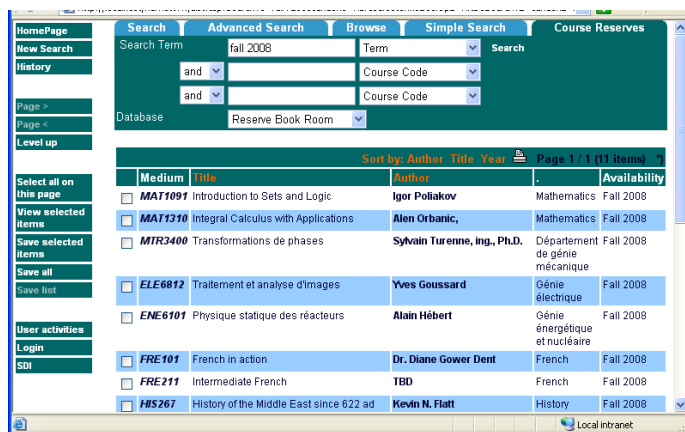 HomePage
New Search
History
Page >
Page <
Level up
Select all on
this page
View selected
items
Save selected
items
Save all
Save list
User activities
Login
SDI
Search Advanced Search Browse Simple Search Course Reserves
Search Term fall 2008 Term Search
and Course Code
and Course Code
Database Reserve Book Room
Sort by: Author Title Year Page 1 / 1 (11 items) *)
Medium Title Author . Availability
MAT1091 Introduction to Sets and Logic Igor Poliakov Mathematics Fall 2008
MAT1310 Integral Calculus with Applications Alen Orbanic, Mathematics Fall 2008
MTR3400 Transformations de phases Sylvain Turenne, ing., Ph.D. Département Fall 2008
de génie
mécanique
ELE6812 Traitement et analyse d'images Yves Goussard Génie Fall 2008
électrique
ENE6101 Physique statique des réacteurs Alain Hébert Génie Fall 2008
énergétique
et nucléaire
FRE101 French in action Dr. Diane Gower Dent French Fall 2008
FRE211 Intermediate French TBD French Fall 2008
HIS267 History of the Middle East since 622 ad Kevin N. Flatt History Fall 2008
Local intranet